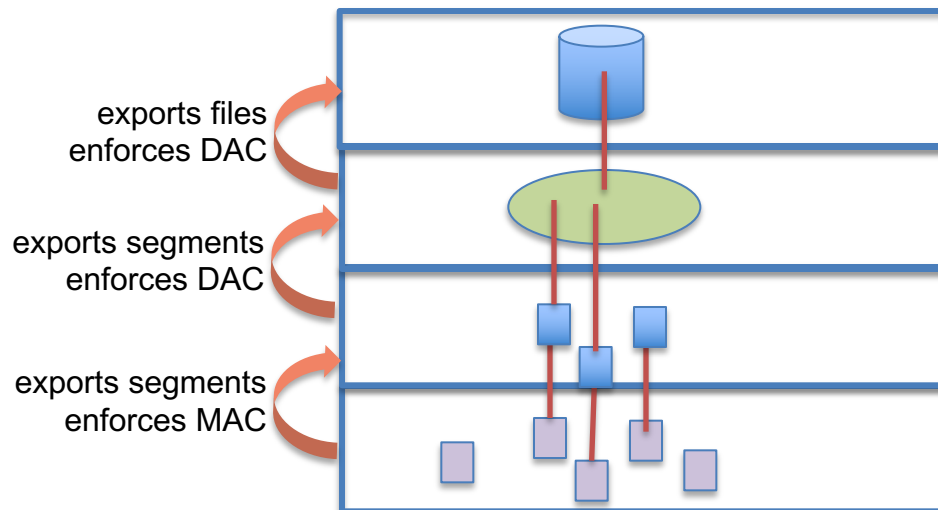 exports files
enforces DAC
exports segments
enforces DAC
exports segments
enforces MAC